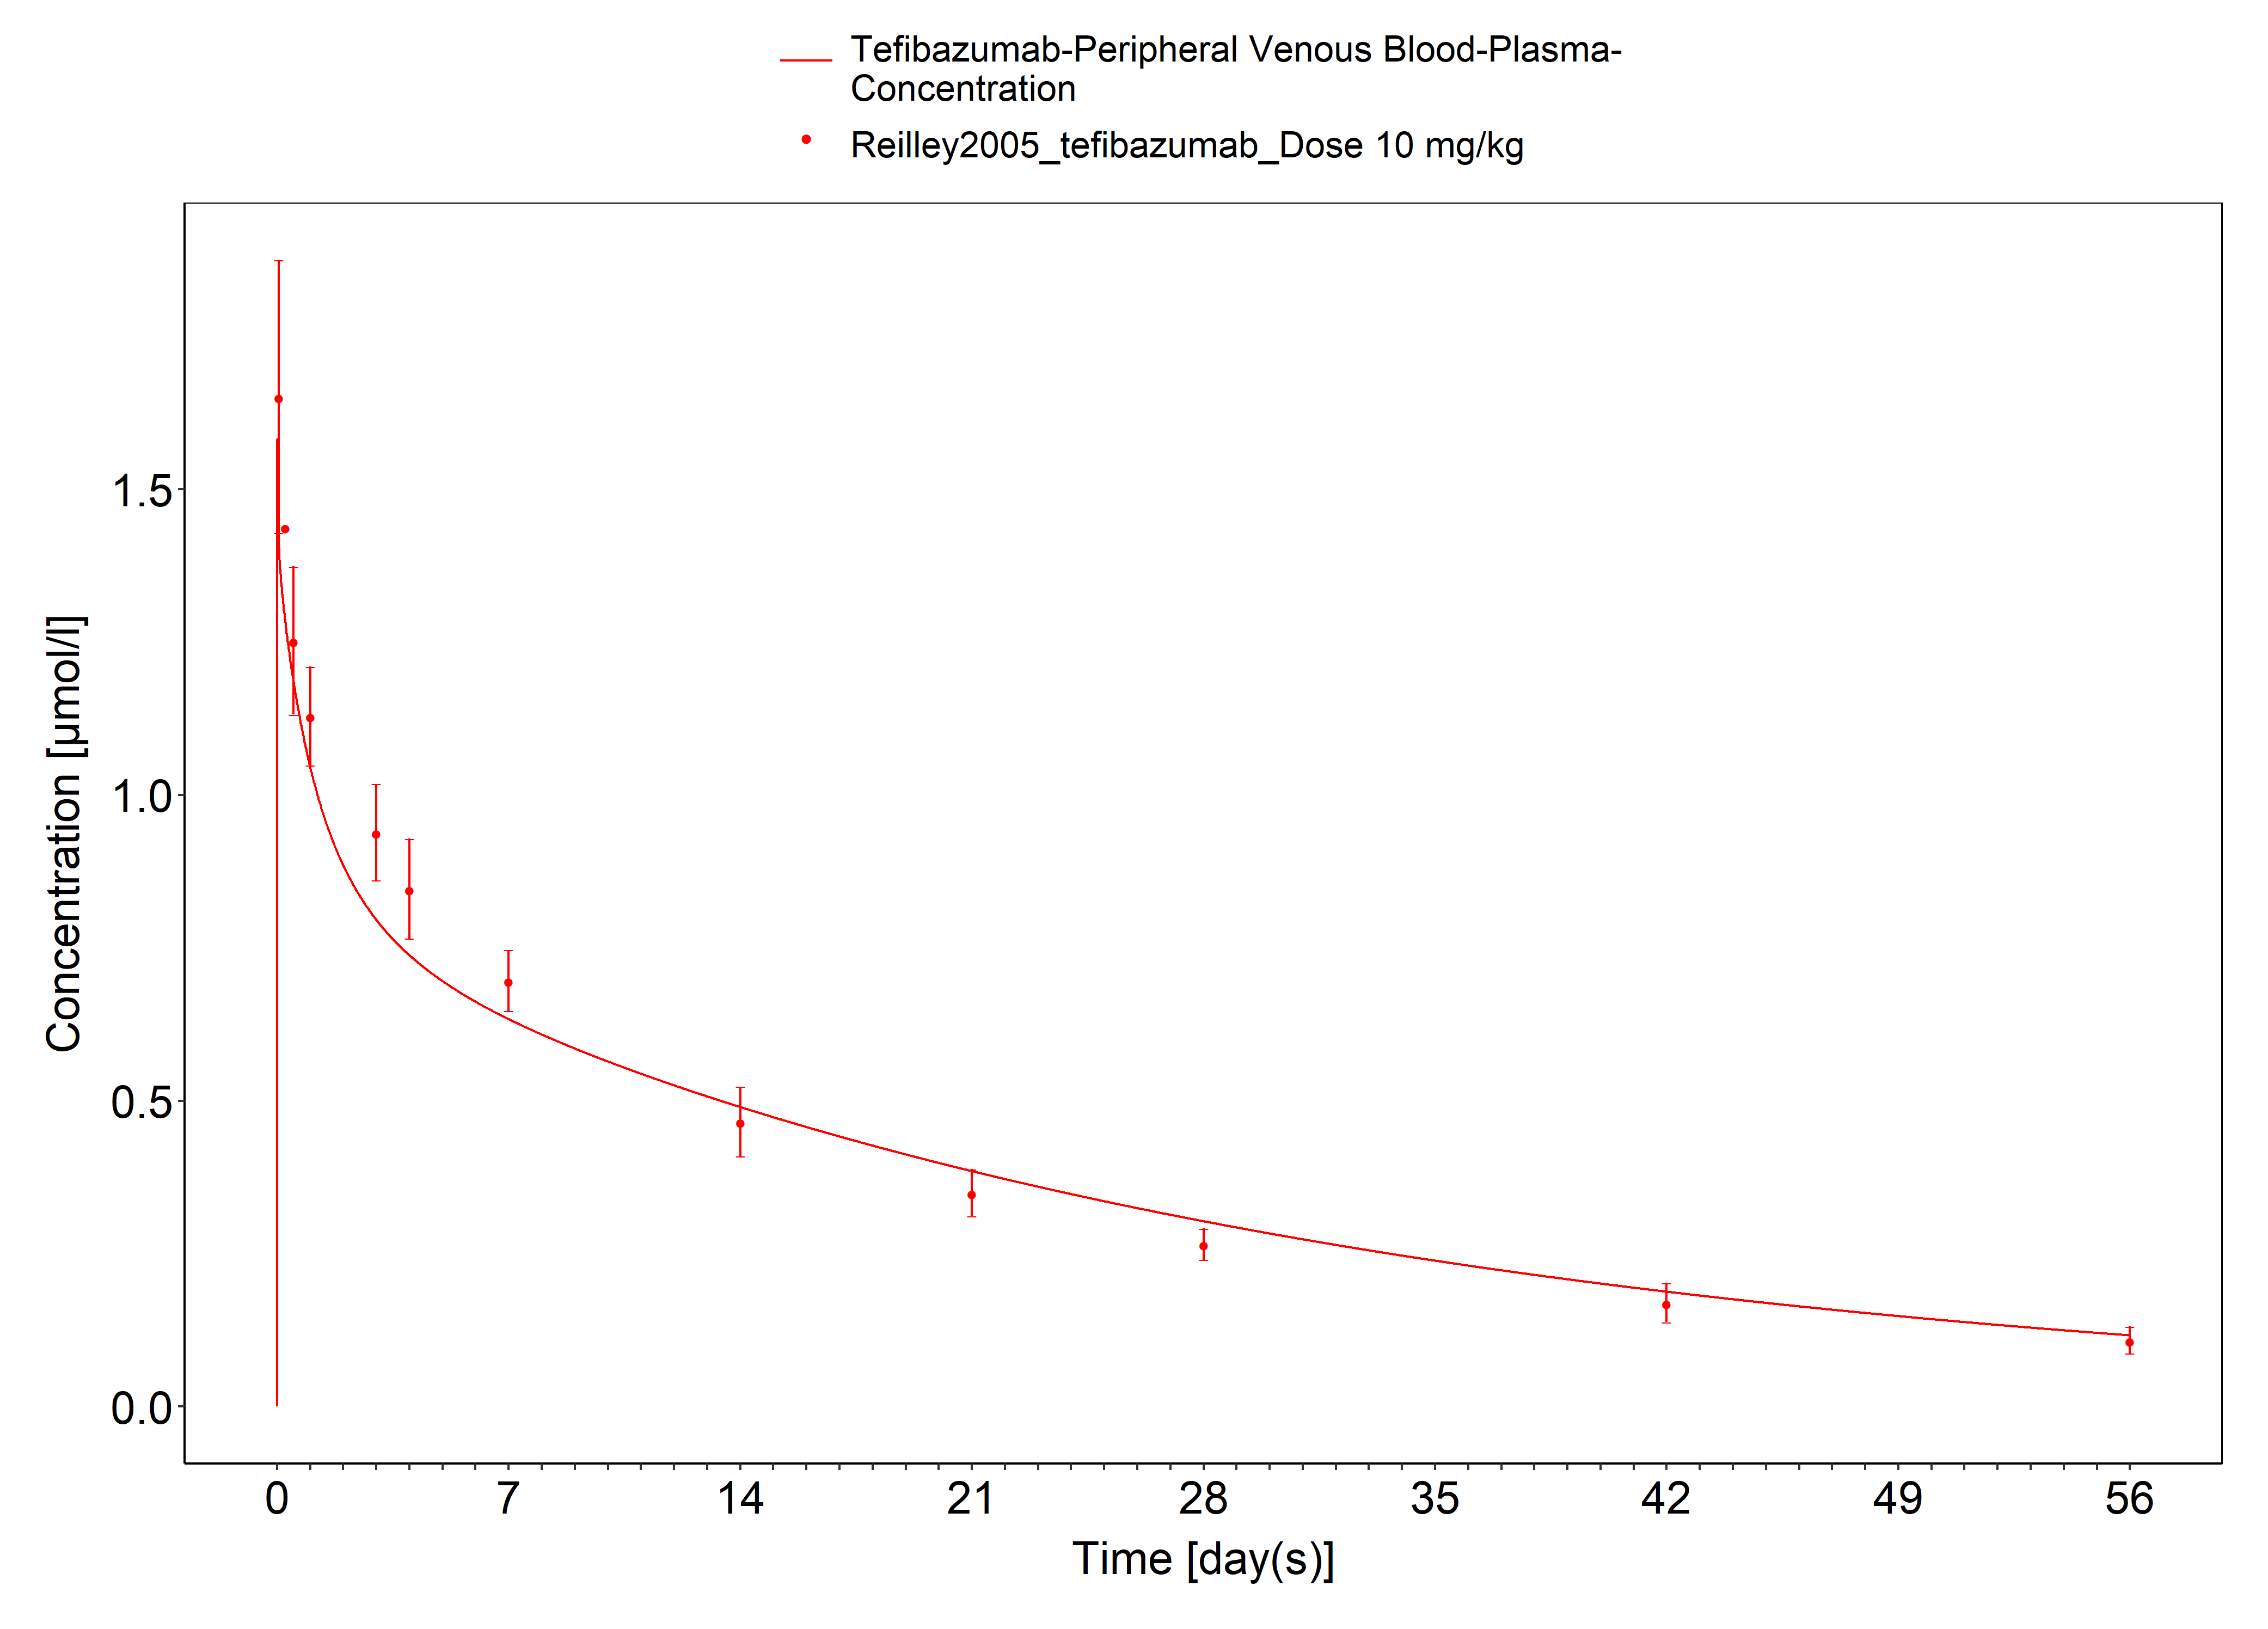 Tefibazumab-Peripheral Venous Blood-Plasma-
Concentration
Reilley2005_tefibazumab_Dose 10 mg/kg
Concentration [µmol/l]
1.5
1.0
0.5
0.0
0 7 14 21 28 35 42 49 56
Time [day(s)]